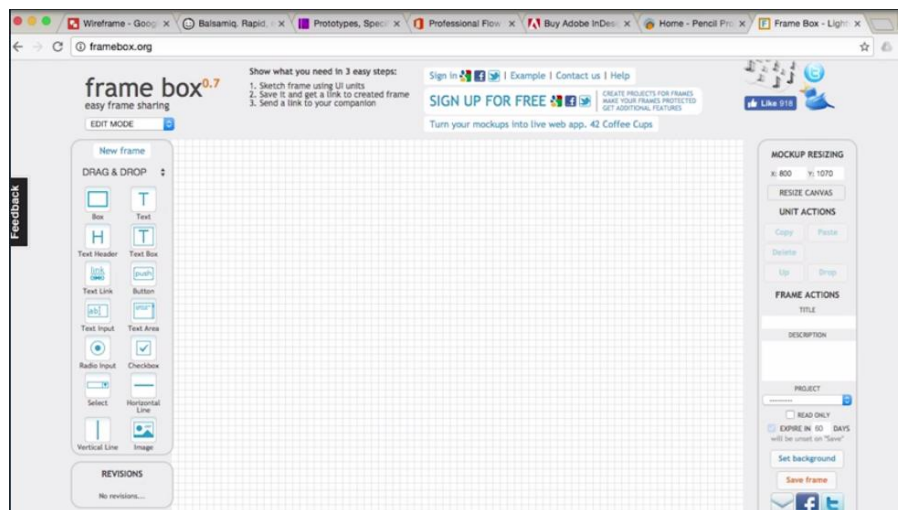 Wireframe - Goog
Balsamiq. Rapid,
Prototypes, Specif
Professional Flow
Buy Adobe InDesi
Home - Pencil Pro
Frame Box - Light
framebox.org
frame box 0.7
easy frame sharing
EDIT MODE
Show what you need in 3 easy steps:
1. Sketch frame using UI units
2. Save it and get a link to created frame
3. Send a link to your companion
Sign in | Example | Contact us | Help
SIGN UP FOR FREE
CREATE PROJECTS FOR FRAMES
MAKE YOUR FRAMES PROTECTED
GET ADDITIONAL FEATURES
Turn your mockups into live web app. 42 Coffee Cups
Like 918
Feedback
New frame
DRAG & DROP
Box
Text
Text Header
Text Box
link
Text Link
push
Button
ab
Text Input
Text Area
Radio Input
Checkbox
Select
Horizontal
Line
Vertical Line
Image
REVISIONS
No revisions...
MOCKUP RESIZING
X: 800 Y: 1070
RESIZE CANVAS
UNIT ACTIONS
Copy Paste
Delete
Up Drop
FRAME ACTIONS
TITLE
DESCRIPTION
PROJECT
---------
READ ONLY
EXPIRE IN 60 DAYS
will be unset on "Save"
Set background
Save frame